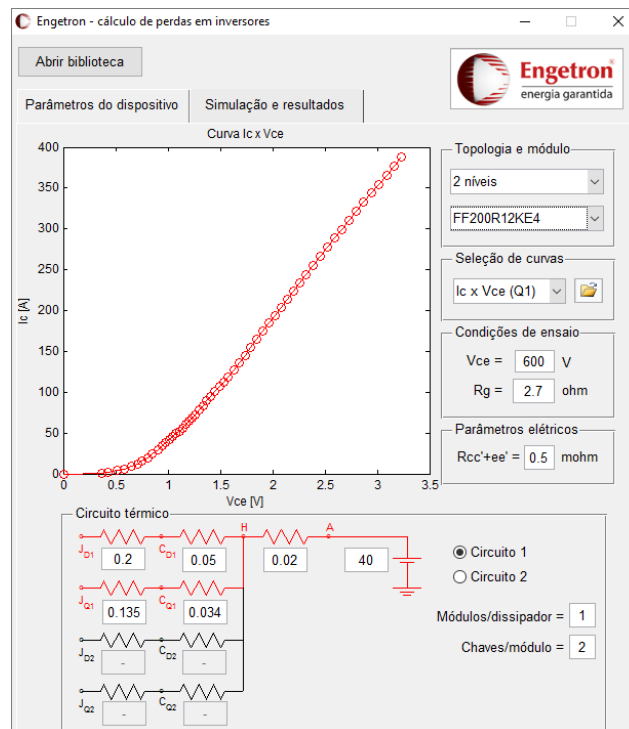 Engetron - cálculo de perdas em inversores
Abrir biblioteca
Engetron®
energia garantida
Parâmetros do dispositivo
Simulação e resultados
Curva Ic x Vce
400
350
300
250
200
150
100
50
0
Ic [A]
0 0.5 1 1.5 2 2.5 3 3.5
Vce [V]
Topologia e módulo
2 níveis
FF200R12KE4
Seleção de curvas
Ic x Vce (Q1)
Condições de ensaio
Vce = 600 V
Rg = 2.7 ohm
Parâmetros elétricos
Rcc'+ee' = 0.5 mohm
Circuito térmico
H A
JD1 0.2 CD1 0.05 0.02 40
JQ1 0.135 CQ1 0.034
JD2 - CD2 -
JQ2 - CQ2 -
Circuito 1
Circuito 2
Módulos/dissipador = 1
Chaves/módulo = 2